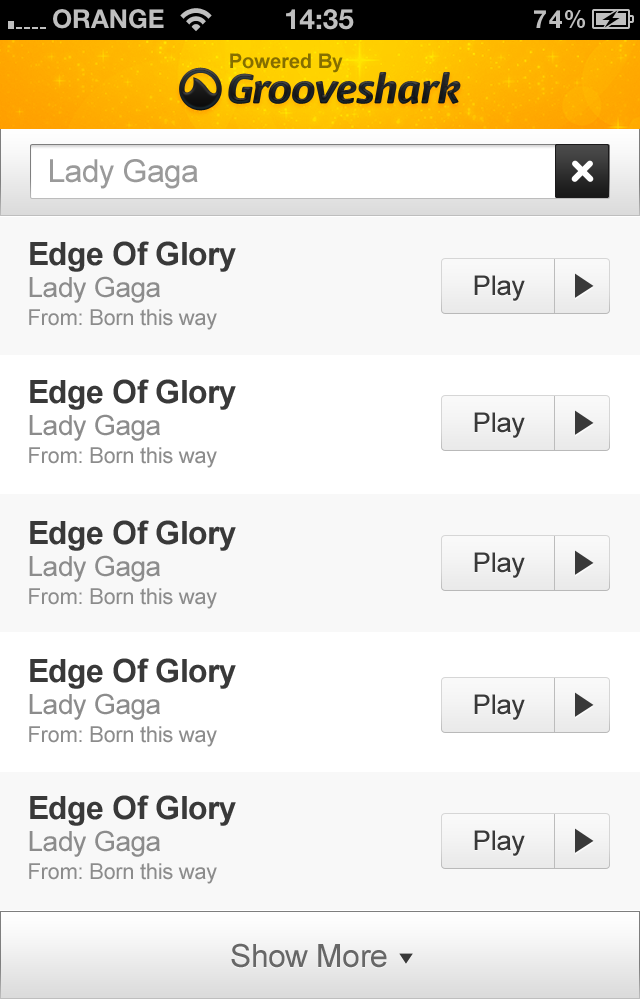 ORANGE 14:35 74%
Powered By
Grooveshark
Lady Gaga
Edge Of Glory
Lady Gaga
From: Born this way
Play
Edge Of Glory
Lady Gaga
From: Born this way
Play
Edge Of Glory
Lady Gaga
From: Born this way
Play
Edge Of Glory
Lady Gaga
From: Born this way
Play
Edge Of Glory
Lady Gaga
From: Born this way
Play
Show More